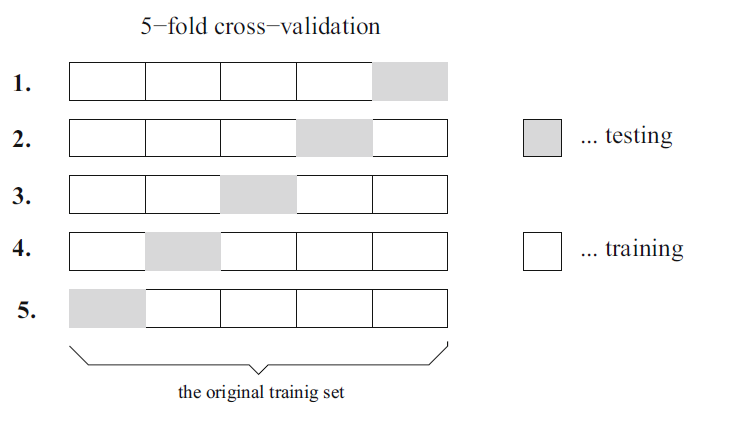 5−fold cross−validation
1.
2.
... testing
3.
4.
... training
5.
the original trainig set